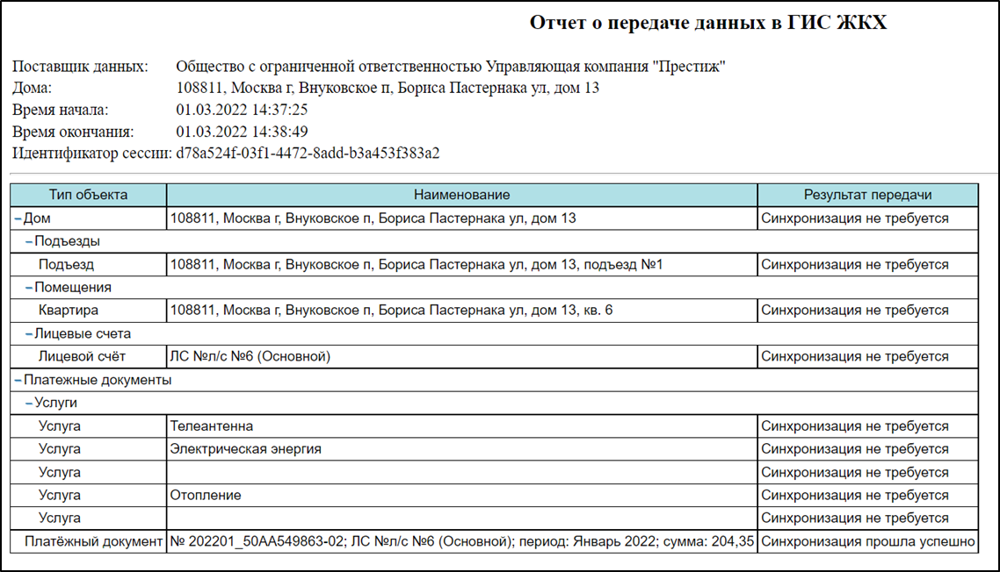 Отчет о передаче данных в ГИС ЖКХ
Поставщик данных: Общество с ограниченной ответственностью Управляющая компания "Престиж"
Дома: 108811, Москва г, Внуковское п, Бориса Пастернака ул, дом 13
Время начала: 01.03.2022 14:37:25
Время окончания: 01.03.2022 14:38:49
Идентификатор сессии: d78a524f-03f1-4472-8add-b3a453f383a2
Тип объекта Наименование Результат передачи
Дом 108811, Москва г, Внуковское п, Бориса Пастернака ул, дом 13 Синхронизация не требуется
Подъезды
Подъезд 108811, Москва г, Внуковское п, Бориса Пастернака ул, дом 13, подъезд №1 Синхронизация не требуется
Помещения
Квартира 108811, Москва г, Внуковское п, Бориса Пастернака ул, дом 13, кв. 6 Синхронизация не требуется
Лицевые счета
Лицевой счёт ЛС №л/с №6 (Основной) Синхронизация не требуется
Платежные документы
Услуги
Услуга Телеантенна Синхронизация не требуется
Услуга Электрическая энергия Синхронизация не требуется
Услуга Синхронизация не требуется
Услуга Отопление Синхронизация не требуется
Услуга Синхронизация не требуется
Платёжный документ № 202201_50АА549863-02; ЛС №л/с №6 (Основной); период: Январь 2022; сумма: 204,35 Синхронизация прошла успешно